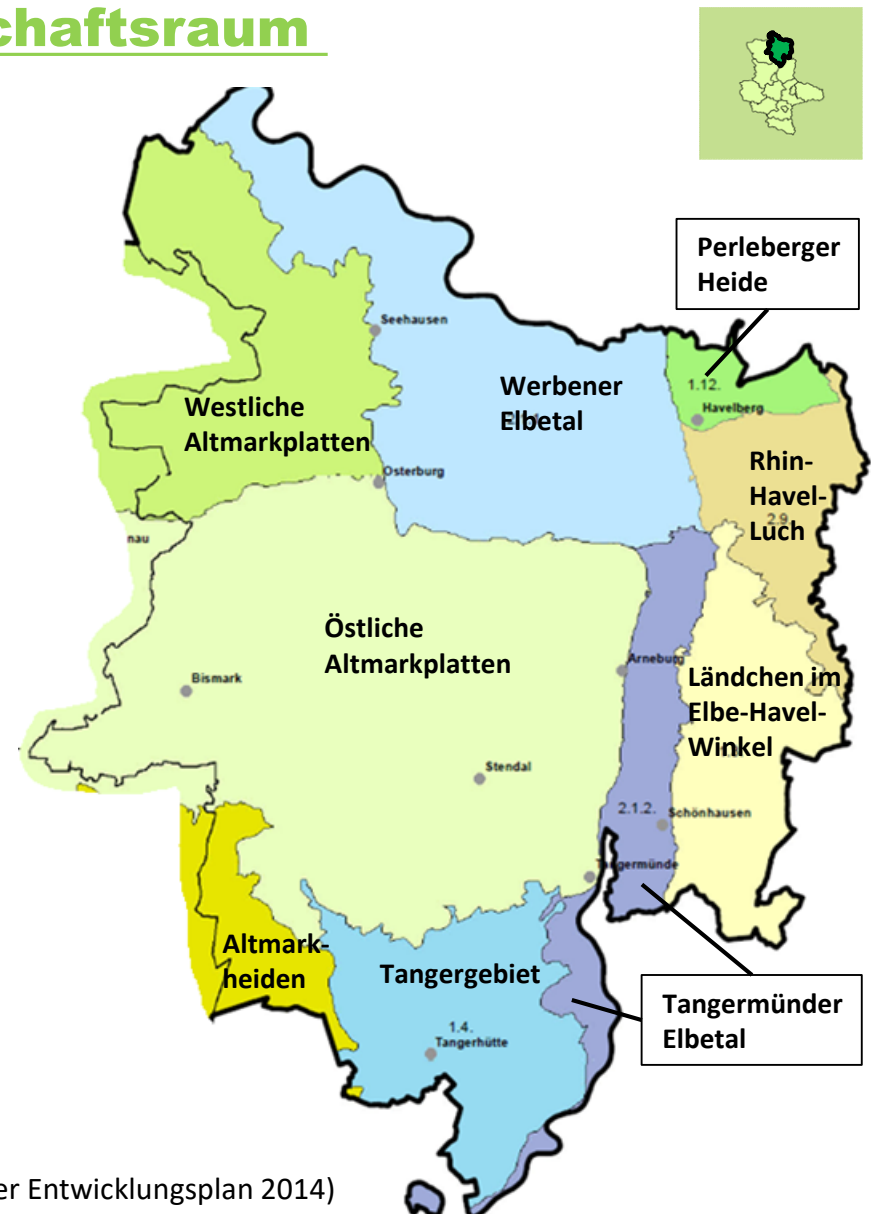 chaftsraum
Perleberger
Heide
Seehausen
1.12.
Werbener
Elbetal
Havelberg
Westliche
Altmarkplatten
Osterburg
Rhin-
Havel-
2.9.
Luch
nau
Östliche
Altmarkplatten
Arneburg
Bismark
Ländchen im
Elbe-Havel-
Winkel
Stendal
2.1.2.
Schönhausen
Tangermünde
Altmark-
heiden
Tangergebiet
Tangermünder
Elbetal
1.4.
Tangerhütte
er Entwicklungsplan 2014)